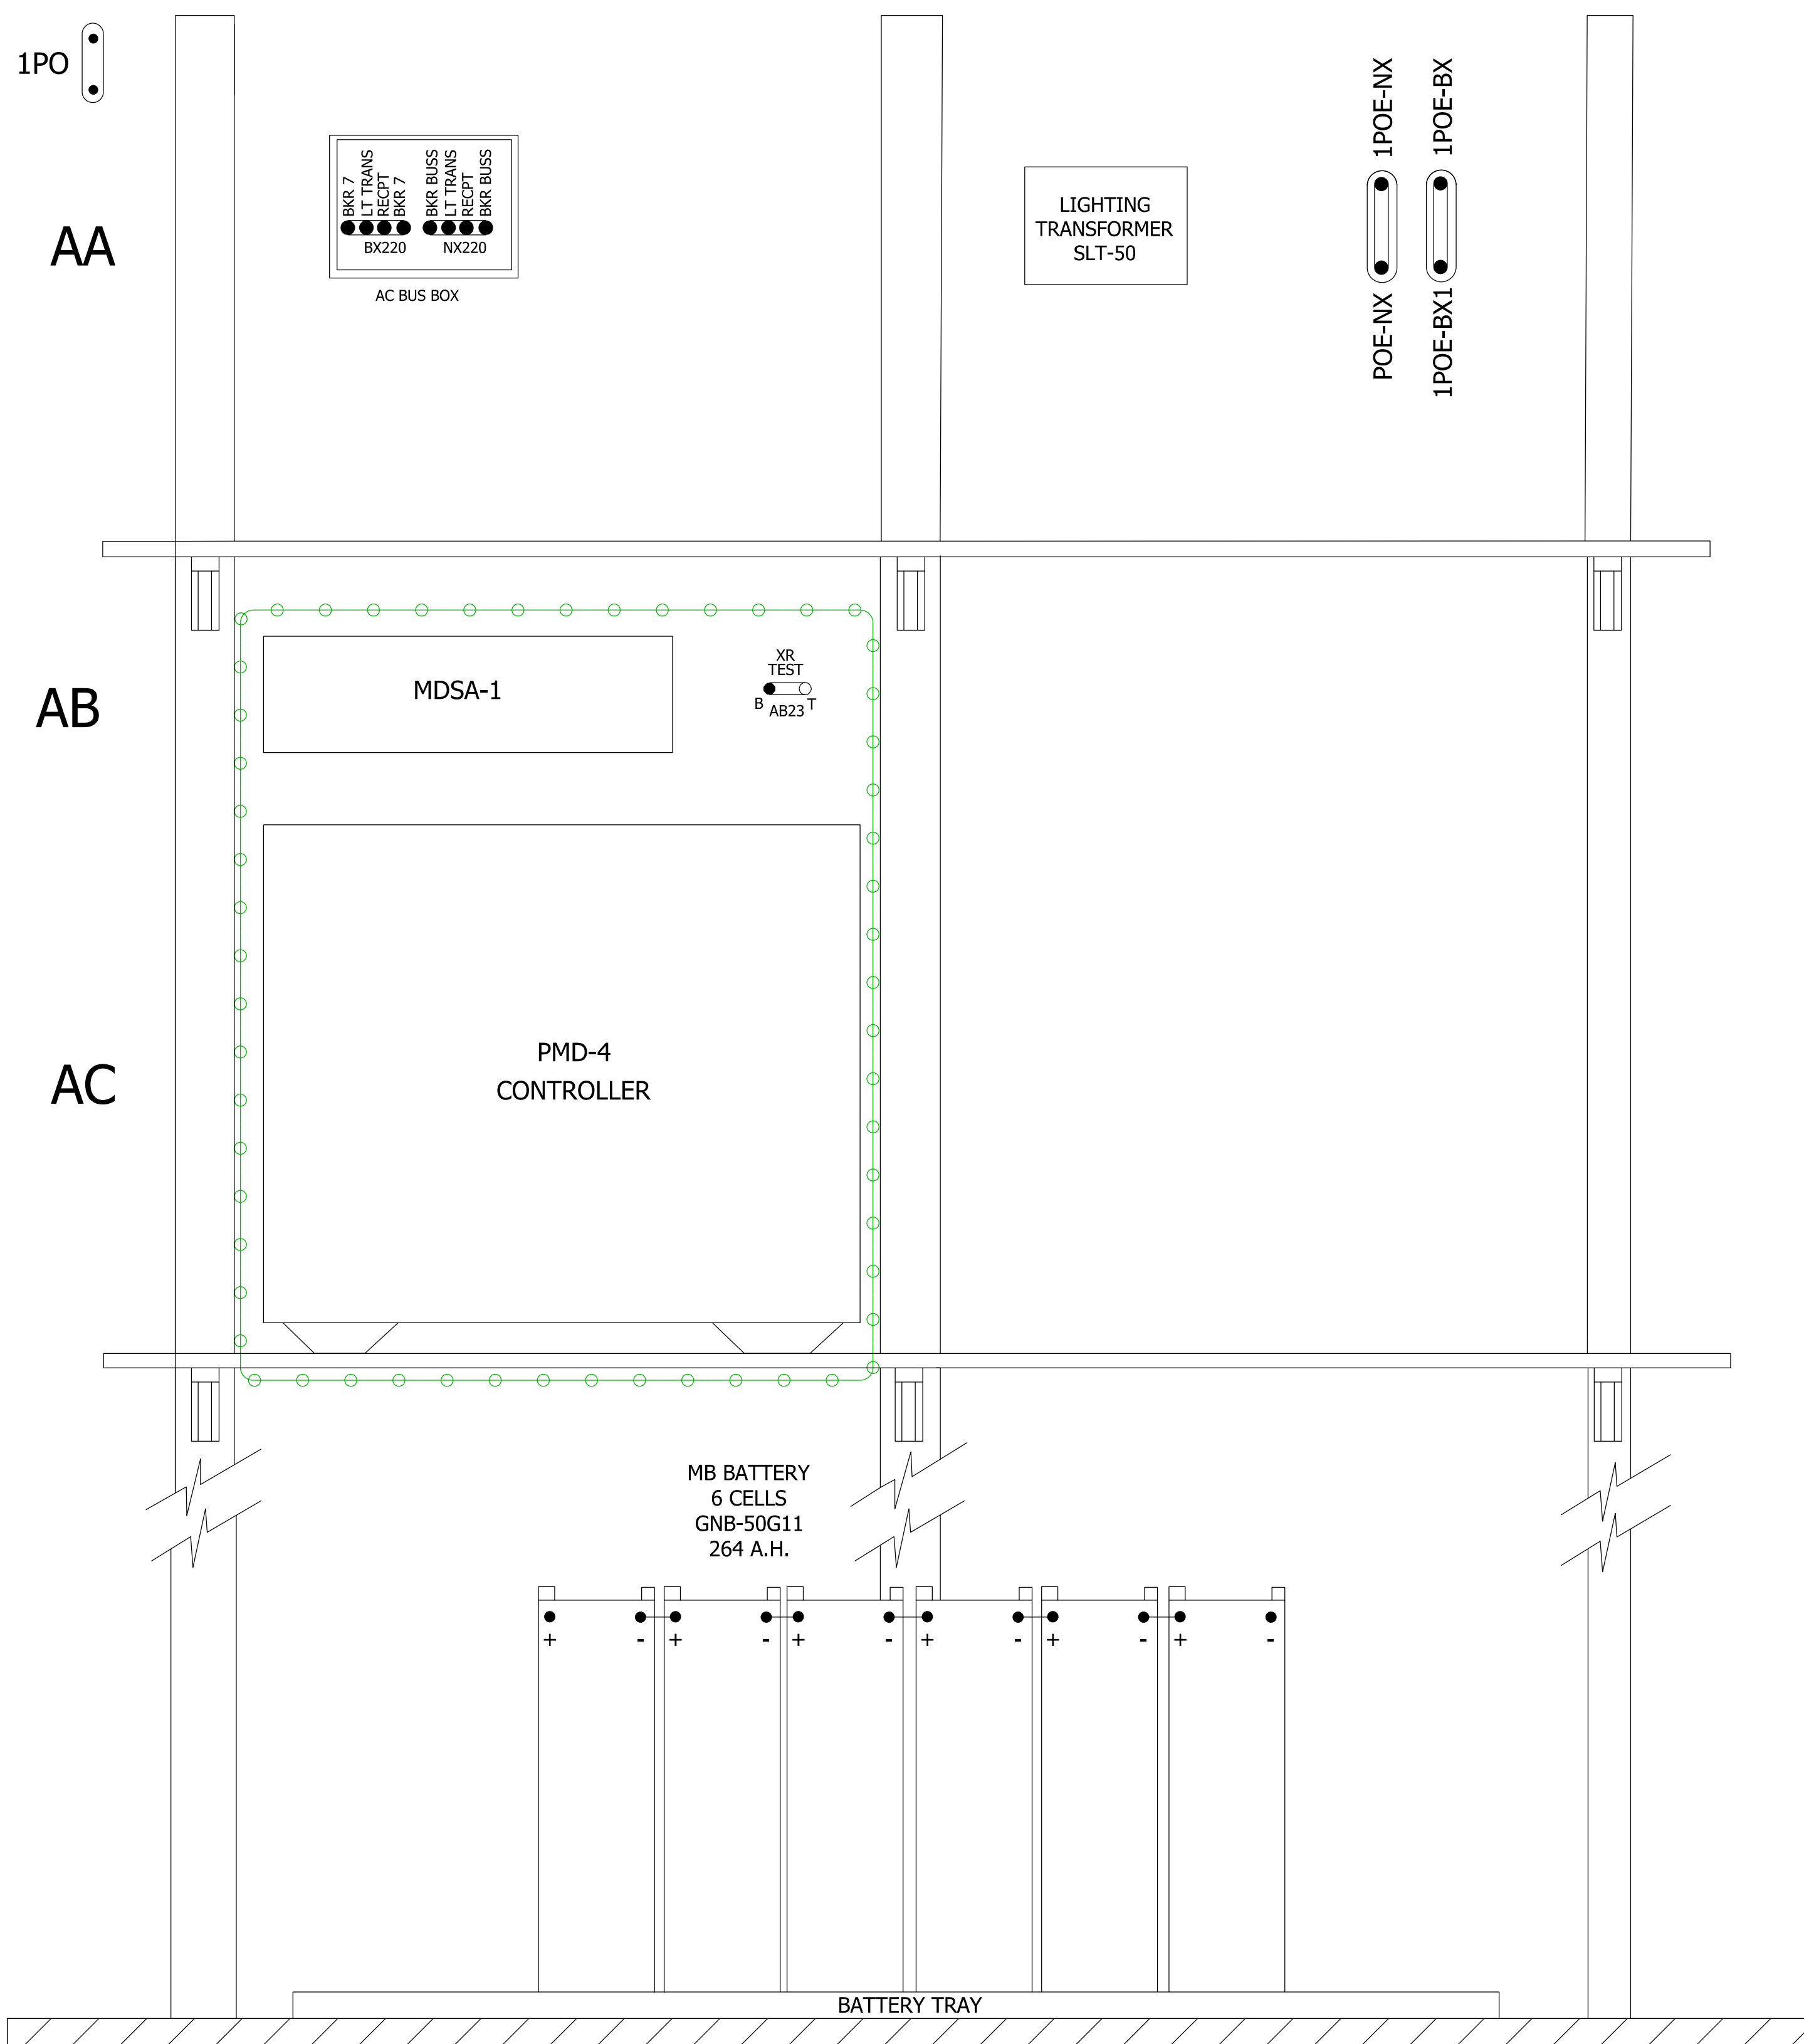 1PO
AA
BKR 7
LT TRANS
RECPT
BKR 7
BKR BUSS
LT TRANS
RECPT
BKR BUSS
BX220
NX220
AC BUS BOX
LIGHTING
TRANSFORMER
SLT-50
1POE-NX
1POE-BX
POE-NX
1POE-BX1
AB
MDSA-1
XR
TEST
B
AB23
T
AC
PMD-4
CONTROLLER
MB BATTERY
6 CELLS
GNB-50G11
264 A.H.
+ - + - + - + - + - + -
BATTERY TRAY